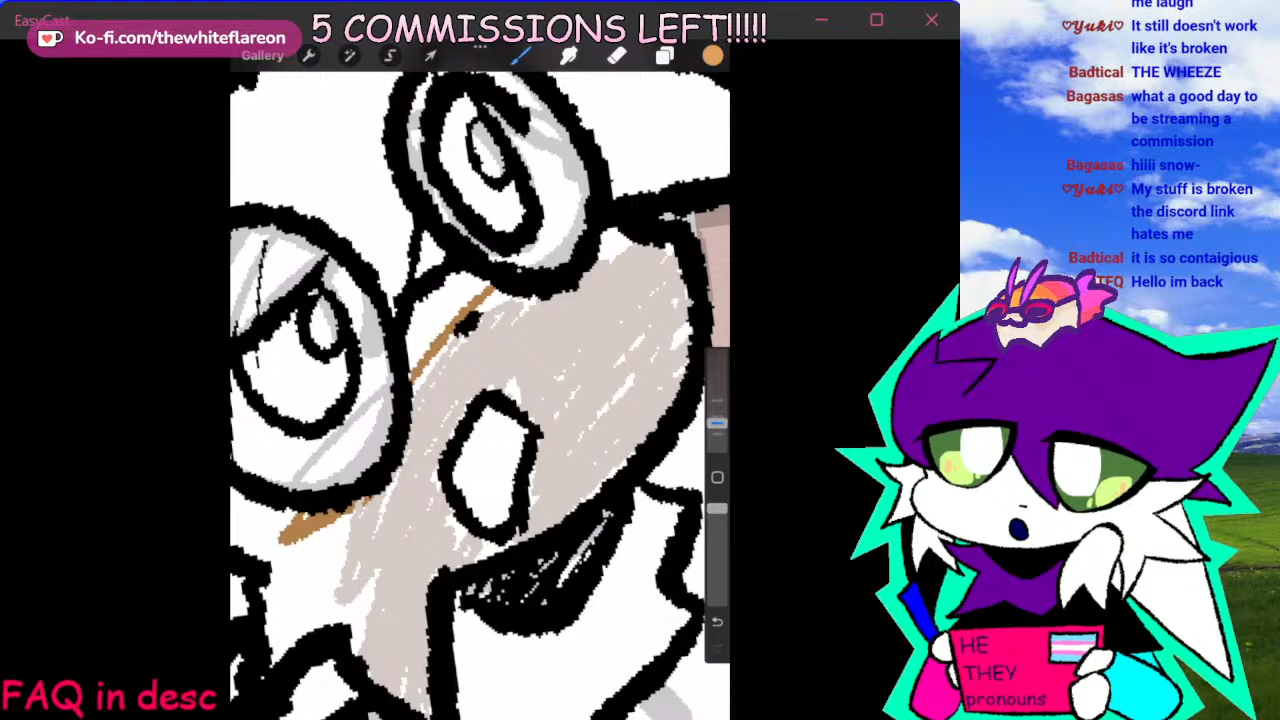 EasyCast
Ko-fi.com/thewhiteflareon
5 COMMISSIONS LEFT!!!!!
Gallery
me laugh
♡𝓨𝓾𝓴𝓲♡ It still doesn't work
like it's broken
Badtical THE WHEEZE
Bagasas what a good day to
be streaming a
commission
Bagasas hiiii snow-
♡𝓨𝓾𝓴𝓲♡ My stuff is broken
the discord link
hates me
Badtical it is so contaigious
Hello im back
HE
THEY
pronouns
FAQ in desc